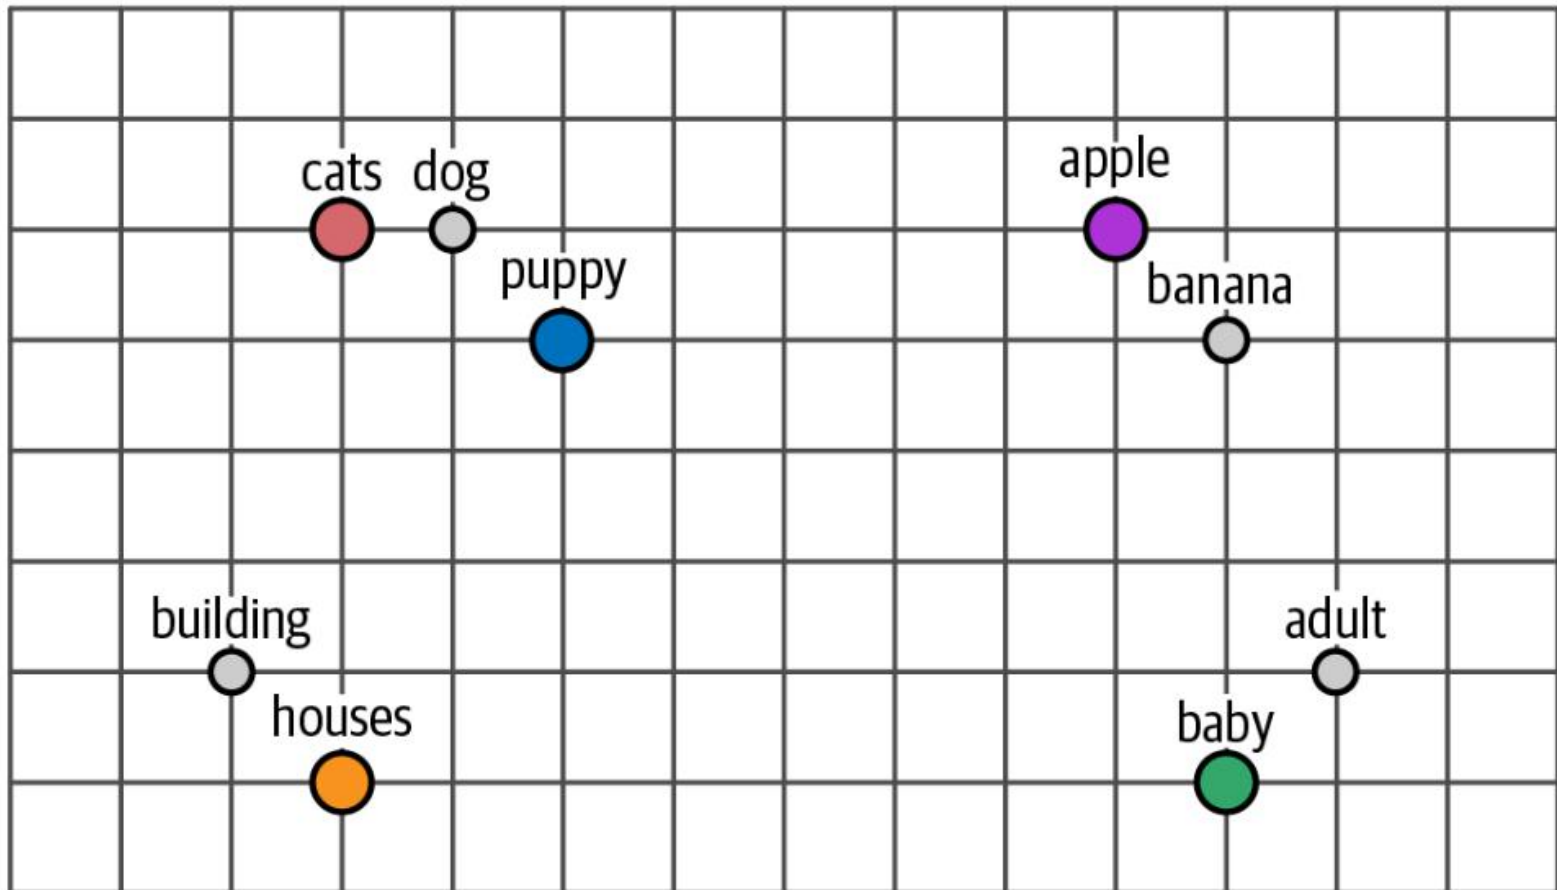 cats dog
apple
puppy
banana
building
adult
houses
baby